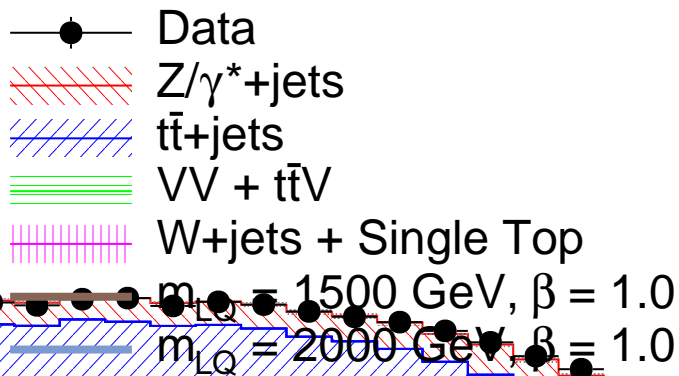 Data
Z/γ*+jets
tt̄+jets
VV + tt̄V
W+jets + Single Top
m_LQ = 1500 GeV, β = 1.0
m_LQ = 2000 GeV, β = 1.0